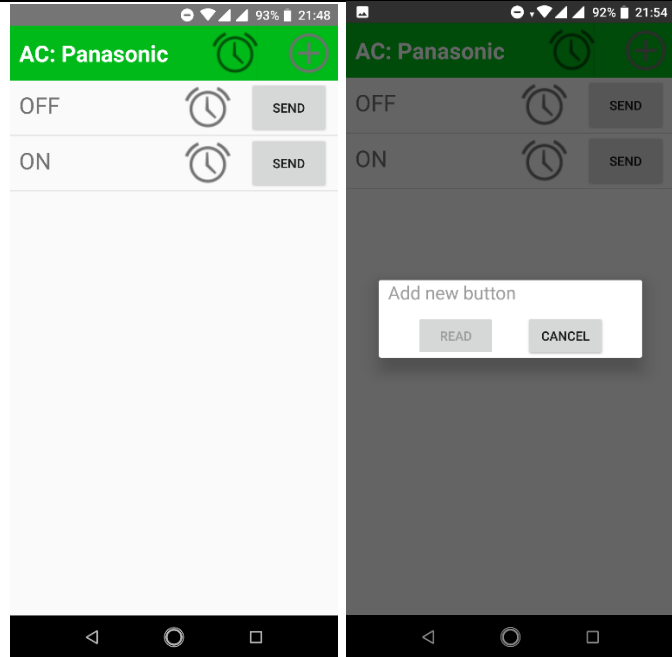 93% 21:48
AC: Panasonic
OFF SEND
ON SEND
92% 21:54
AC: Panasonic
OFF SEND
ON SEND
Add new button
READ CANCEL